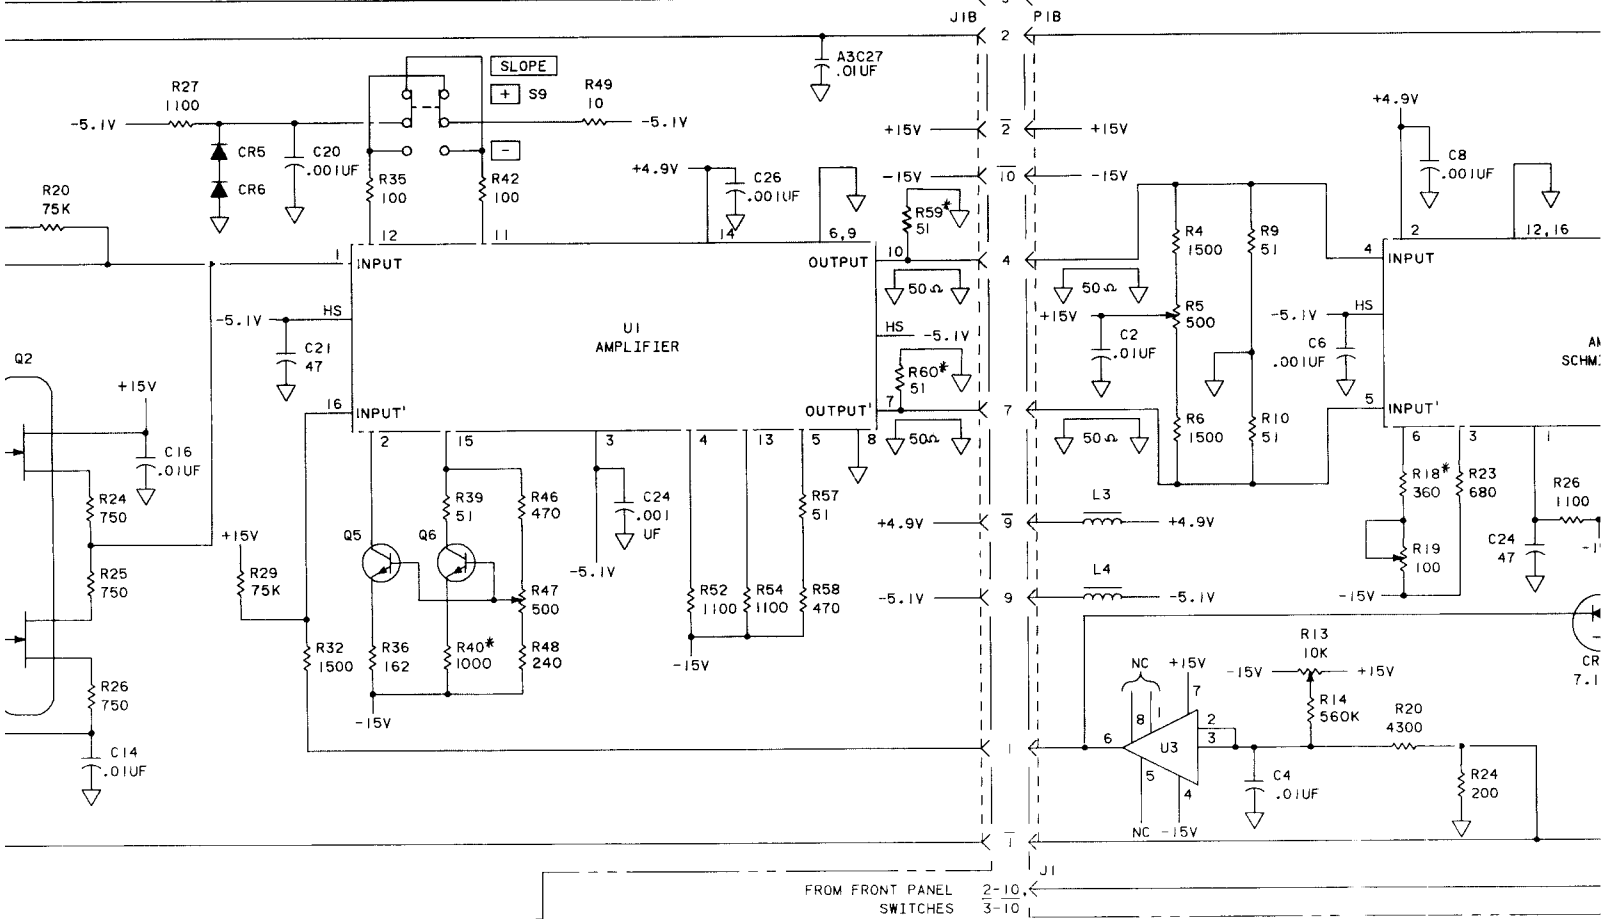 J1B
P1B
2
A3C27
.01UF
SLOPE
+ S9
R27
1100
R49
10
-5.1V
-5.1V
CR5
CR6
C20
.001UF
-
R35
100
R42
100
+4.9V
C26
.001UF
+15V
2
+15V
-15V
10
-15V
+4.9V
C8
.001UF
R20
75K
R59*
51
R4
1500
R9
51
12
11
14
6,9
2
12,16
1
INPUT
OUTPUT
10
4
4
INPUT
50Ω
50Ω
HS
-5.1V
C21
47
U1
AMPLIFIER
HS
-5.1V
+15V
R5
500
C2
.01UF
-5.1V
HS
C6
.001UF
Q2
+15V
R60*
51
SCHM
16
INPUT'
OUTPUT'
7
7
5
INPUT'
2
15
3
4
13
5
8
50Ω
50Ω
R6
1500
R10
51
6
3
1
C16
.01UF
R24
750
R39
51
R46
470
C24
.001
UF
R57
51
L3
R18*
360
R23
680
R26
1100
+4.9V
9
+4.9V
+15V
Q5
Q6
C24
47
R19
100
R25
750
R29
75K
-5.1V
L4
R47
500
R52
1100
R54
1100
R58
470
-5.1V
9
-5.1V
-15V
R32
1500
R36
162
R40*
1000
R48
240
-15V
R13
10K
NC
+15V
-15V
+15V
CR
7.1
R26
750
-15V
7
R14
560K
R20
4300
8
1
2
C14
.01UF
1
6
U3
3
5
4
C4
.01UF
R24
200
NC
-15V
1
J1
FROM FRONT PANEL
SWITCHES
2-10,
3-10